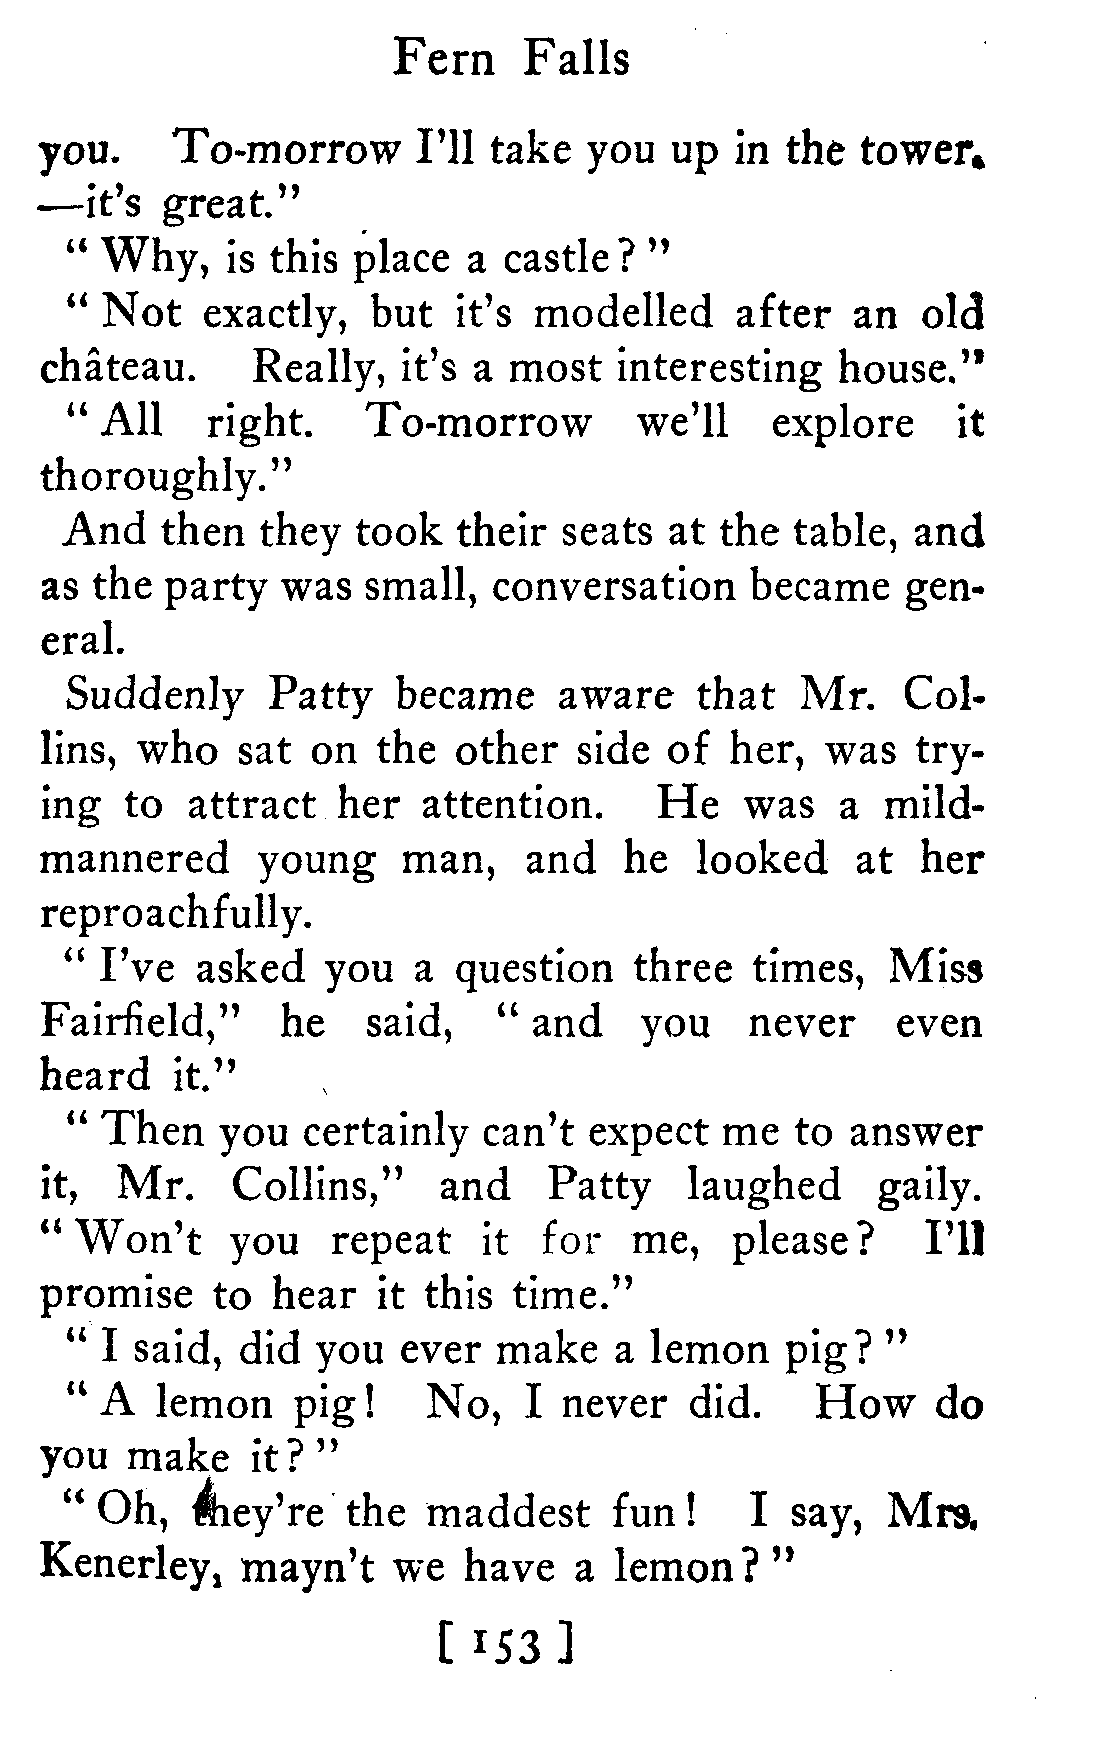 Fern Falls
you. To-morrow I'll take you up in the tower.
—it's great."
" Why, is this place a castle? "
" Not exactly, but it's modelled after an old
château. Really, it's a most interesting house."
" All right. To-morrow we'll explore it
thoroughly."
And then they took their seats at the table, and
as the party was small, conversation became gen-
eral.
Suddenly Patty became aware that Mr. Col-
lins, who sat on the other side of her, was try-
ing to attract her attention. He was a mild-
mannered young man, and he looked at her
reproachfully.
" I've asked you a question three times, Miss
Fairfield," he said, " and you never even
heard it."
" Then you certainly can't expect me to answer
it, Mr. Collins," and Patty laughed gaily.
" Won't you repeat it for me, please? I'll
promise to hear it this time."
" I said, did you ever make a lemon pig? "
" A lemon pig! No, I never did. How do
you make it? "
" Oh, they're the maddest fun! I say, Mrs.
Kenerley, mayn't we have a lemon? "
[ 153 ]